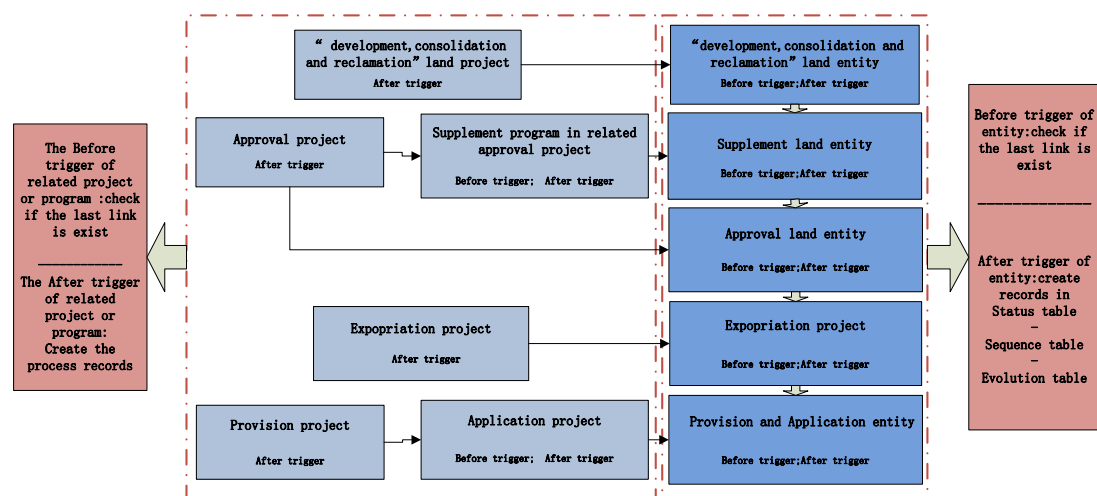 The Before
trigger of
related project
or program :check
if the last link
is exist
The After trigger
of related
project or
program:
Create the
process records
“ development,consolidation
and reclamation” land project
After trigger
Approval project
After trigger
Supplement program in related
approval project
Before trigger; After trigger
Expopriation project
After trigger
Provision project
After trigger
Application project
Before trigger; After trigger
“development,consolidation and
reclamation” land entity
Before trigger;After trigger
Supplement land entity
Before trigger;After trigger
Approval land entity
Before trigger;After trigger
Expopriation project
Before trigger;After trigger
Provision and Application entity
Before trigger;After trigger
Before trigger of
entity:check if
the last link is
exist
After trigger of
entity:create
records in
Status table
–
Sequence table
–
Evolution table